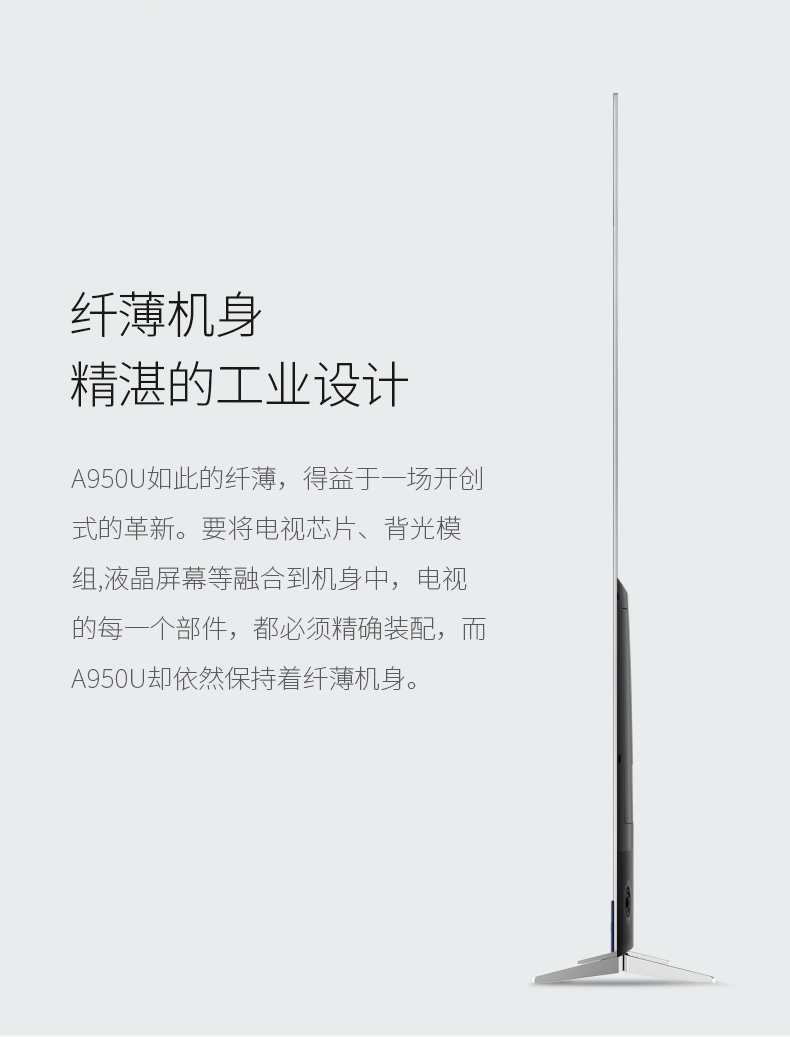 纤薄机身
精湛的工业设计
A950U如此的纤薄，得益于一场开创
式的革新。要将电视芯片、背光模
组,液晶屏幕等融合到机身中，电视
的每一个部件，都必须精确装配，而
A950U却依然保持着纤薄机身。